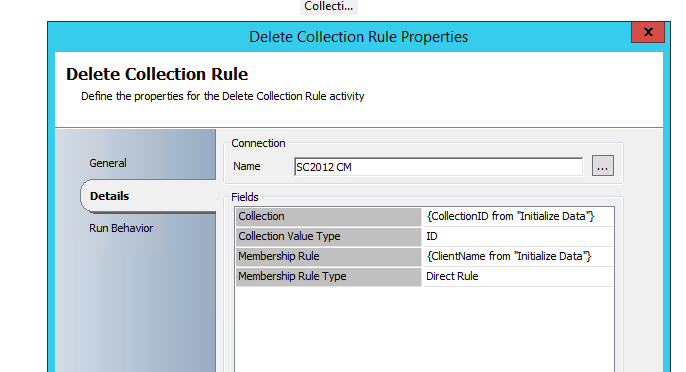 Collecti...
Delete Collection Rule Properties
x
Delete Collection Rule
Define the properties for the Delete Collection Rule activity
General
Details
Run Behavior
Connection
Name SC2012 CM ...
Fields
Collection {CollectionID from "Initialize Data"}
Collection Value Type ID
Membership Rule {ClientName from "Initialize Data"}
Membership Rule Type Direct Rule